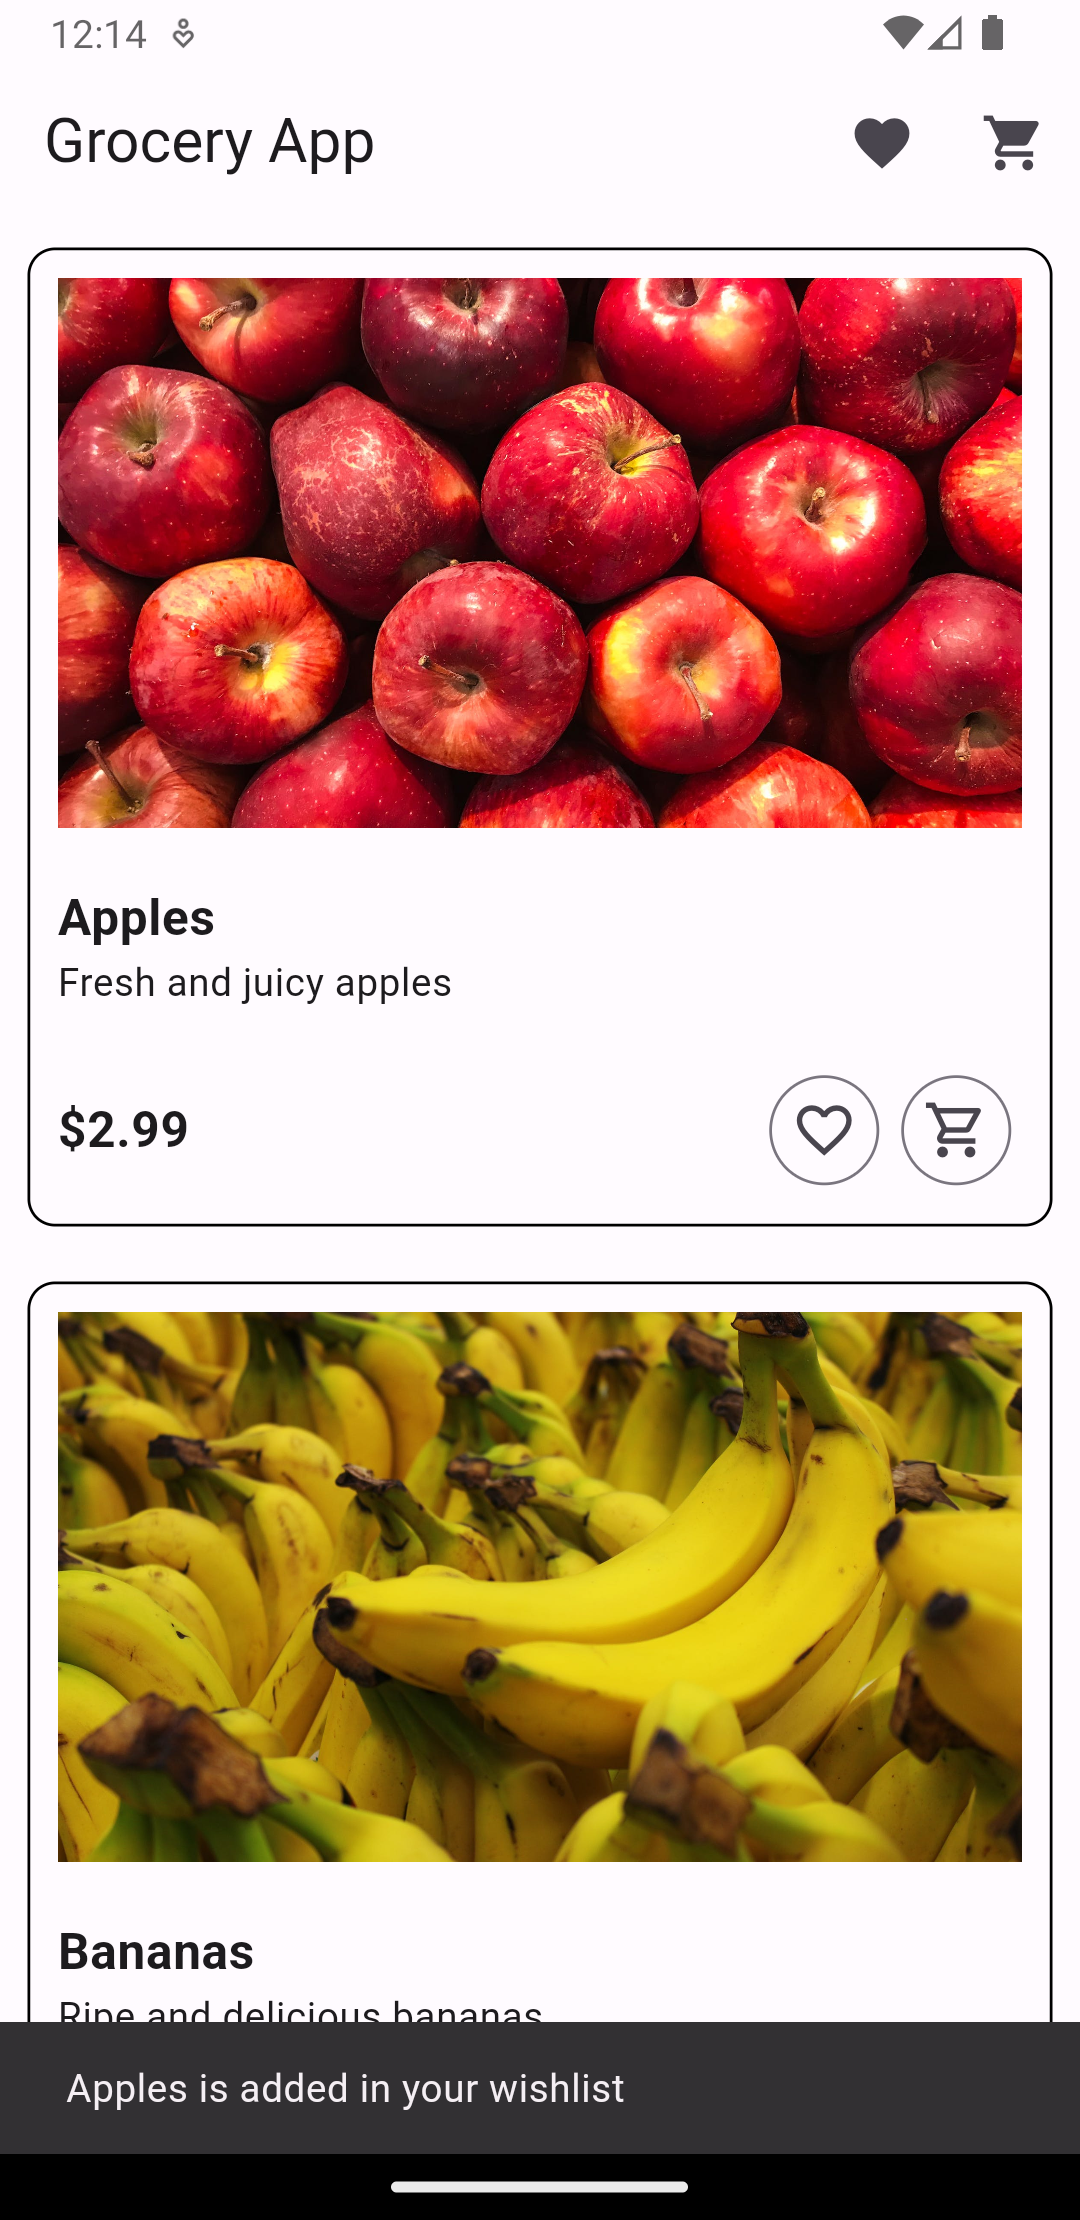 12:14
Grocery App
Apples
Fresh and juicy apples
$2.99
Bananas
Ripe and delicious bananas
Apples is added in your wishlist